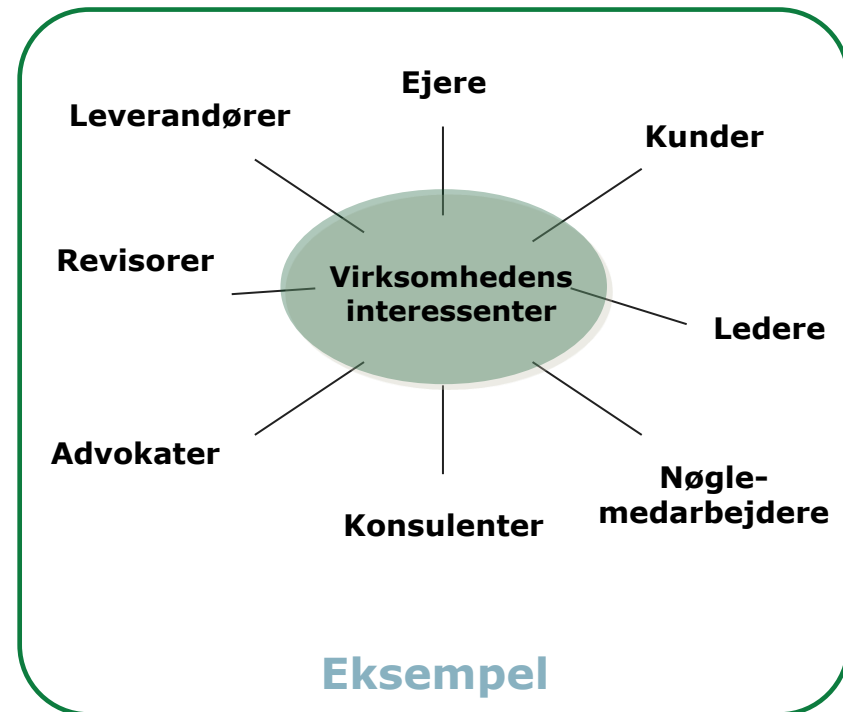 Ejere
Leverandører
Kunder
Revisorer
Virksomhedens
interessenter
Ledere
Advokater
Nøgle-
medarbejdere
Konsulenter
Eksempel